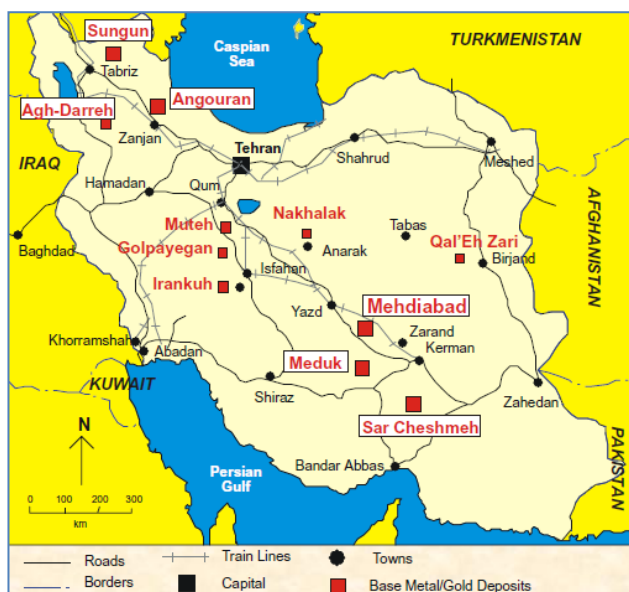 Sungun
Caspian
Sea
TURKMENISTAN
Tabriz
Angouran
Agh-Darreh
Zanjan
Tehran
Shahrud
Meshed
IRAQ
Hamadan
Qum
AFGHANISTAN
Muteh
Nakhalak
Tabas
Baghdad
Golpayegan
Anarak
Qal'Eh Zari
Birjand
Isfahan
Irankuh
Yazd
Mehdiabad
Khorramshah
Abadan
Zarand
Kerman
Meduk
KUWAIT
Shiraz
Zahedan
Sar Cheshmeh
N
PAKISTAN
Bandar Abbas
Persian
Gulf
0 100 200 300
km
Roads
Train Lines
Towns
Borders
Capital
Base Metal/Gold Deposits